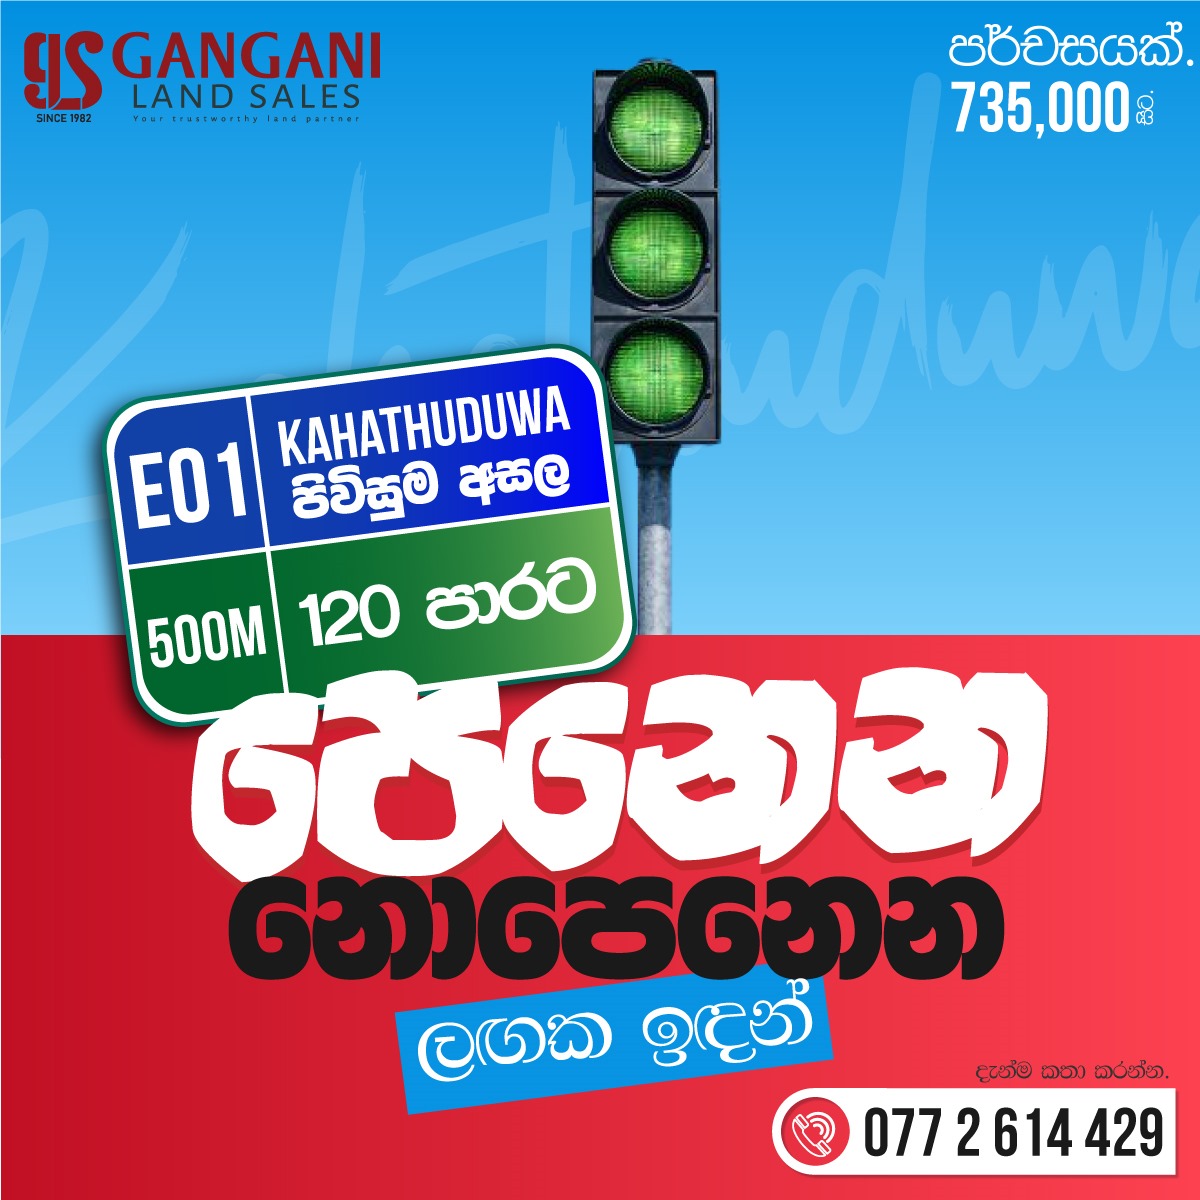 GLS GANGANI
LAND SALES
SINCE 1982
Your trustworthy land partner
පර්චසයක්.
735,000
Kahathuduwa
E01
KAHATHUDUWA
පිවිසුම අසල
500M
120 පාරට
පෙනෙන
නොපෙනෙන
ළඟක ඉඩන්
දැන්ම කතා කරන්න.
077 2 614 429